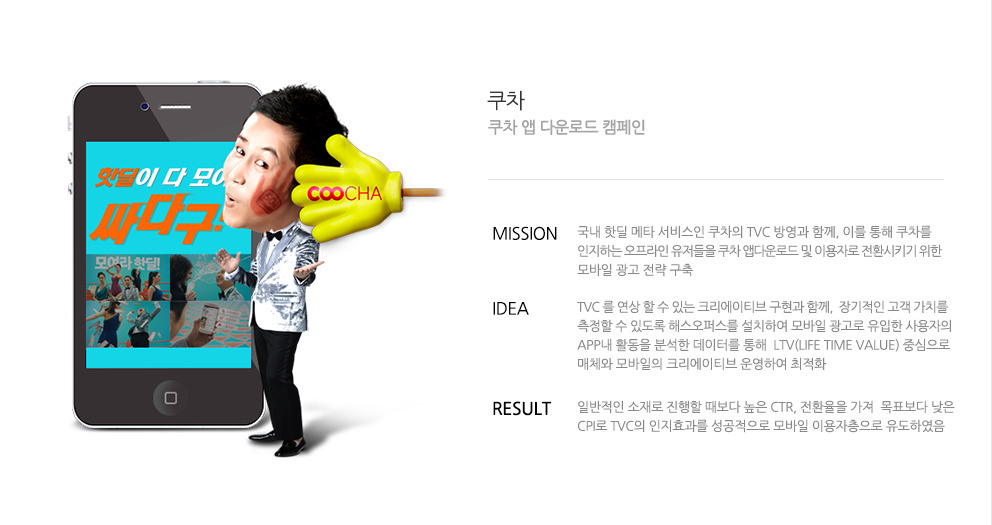 쿠차
쿠차 앱 다운로드 캠페인
핫딜이 다 모여
싸다구!
모여라 핫딜!
COOCHA
MISSION
국내 핫딜 메타 서비스인 쿠차의 TVC 방영과 함께, 이를 통해 쿠차를
인지하는 오프라인 유저들을 쿠차 앱다운로드 및 이용자로 전환시키기 위한
모바일 광고 전략 구축
IDEA
TVC 를 연상 할 수 있는 크리에이티브 구현과 함께, 장기적인 고객 가치를
측정할 수 있도록 해스오퍼스를 설치하여 모바일 광고로 유입한 사용자의
APP내 활동을 분석한 데이터를 통해 LTV(LIFE TIME VALUE) 중심으로
매체와 모바일의 크리에이티브 운영하여 최적화
RESULT
일반적인 소재로 진행할 때보다 높은 CTR, 전환율을 가져 목표보다 낮은
CPI로 TVC의 인지효과를 성공적으로 모바일 이용자층으로 유도하였음